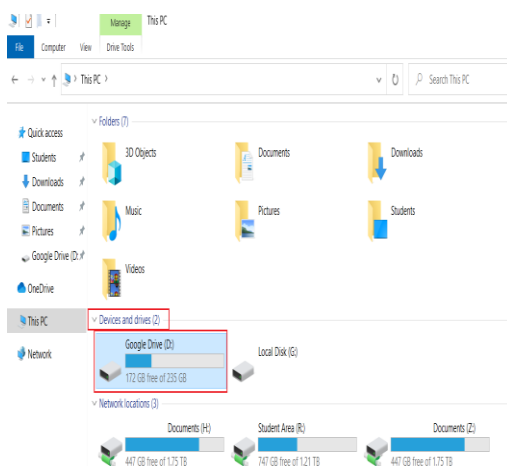 Manage This PC
File Computer View Drive Tools
This PC
Search This PC
Quick access
Students
Downloads
Documents
Pictures
Google Drive (D:
OneDrive
This PC
Network
Folders (7)
3D Objects
Documents
Downloads
Music
Pictures
Students
Videos
Devices and drives (2)
Google Drive (D:)
172 GB free of 235 GB
Local Disk (G:)
Network locations (3)
Documents (H:)
447 GB free of 1.75 TB
Student Area (R:)
747 GB free of 1.21 TB
Documents (Z:)
447 GB free of 1.75 TB